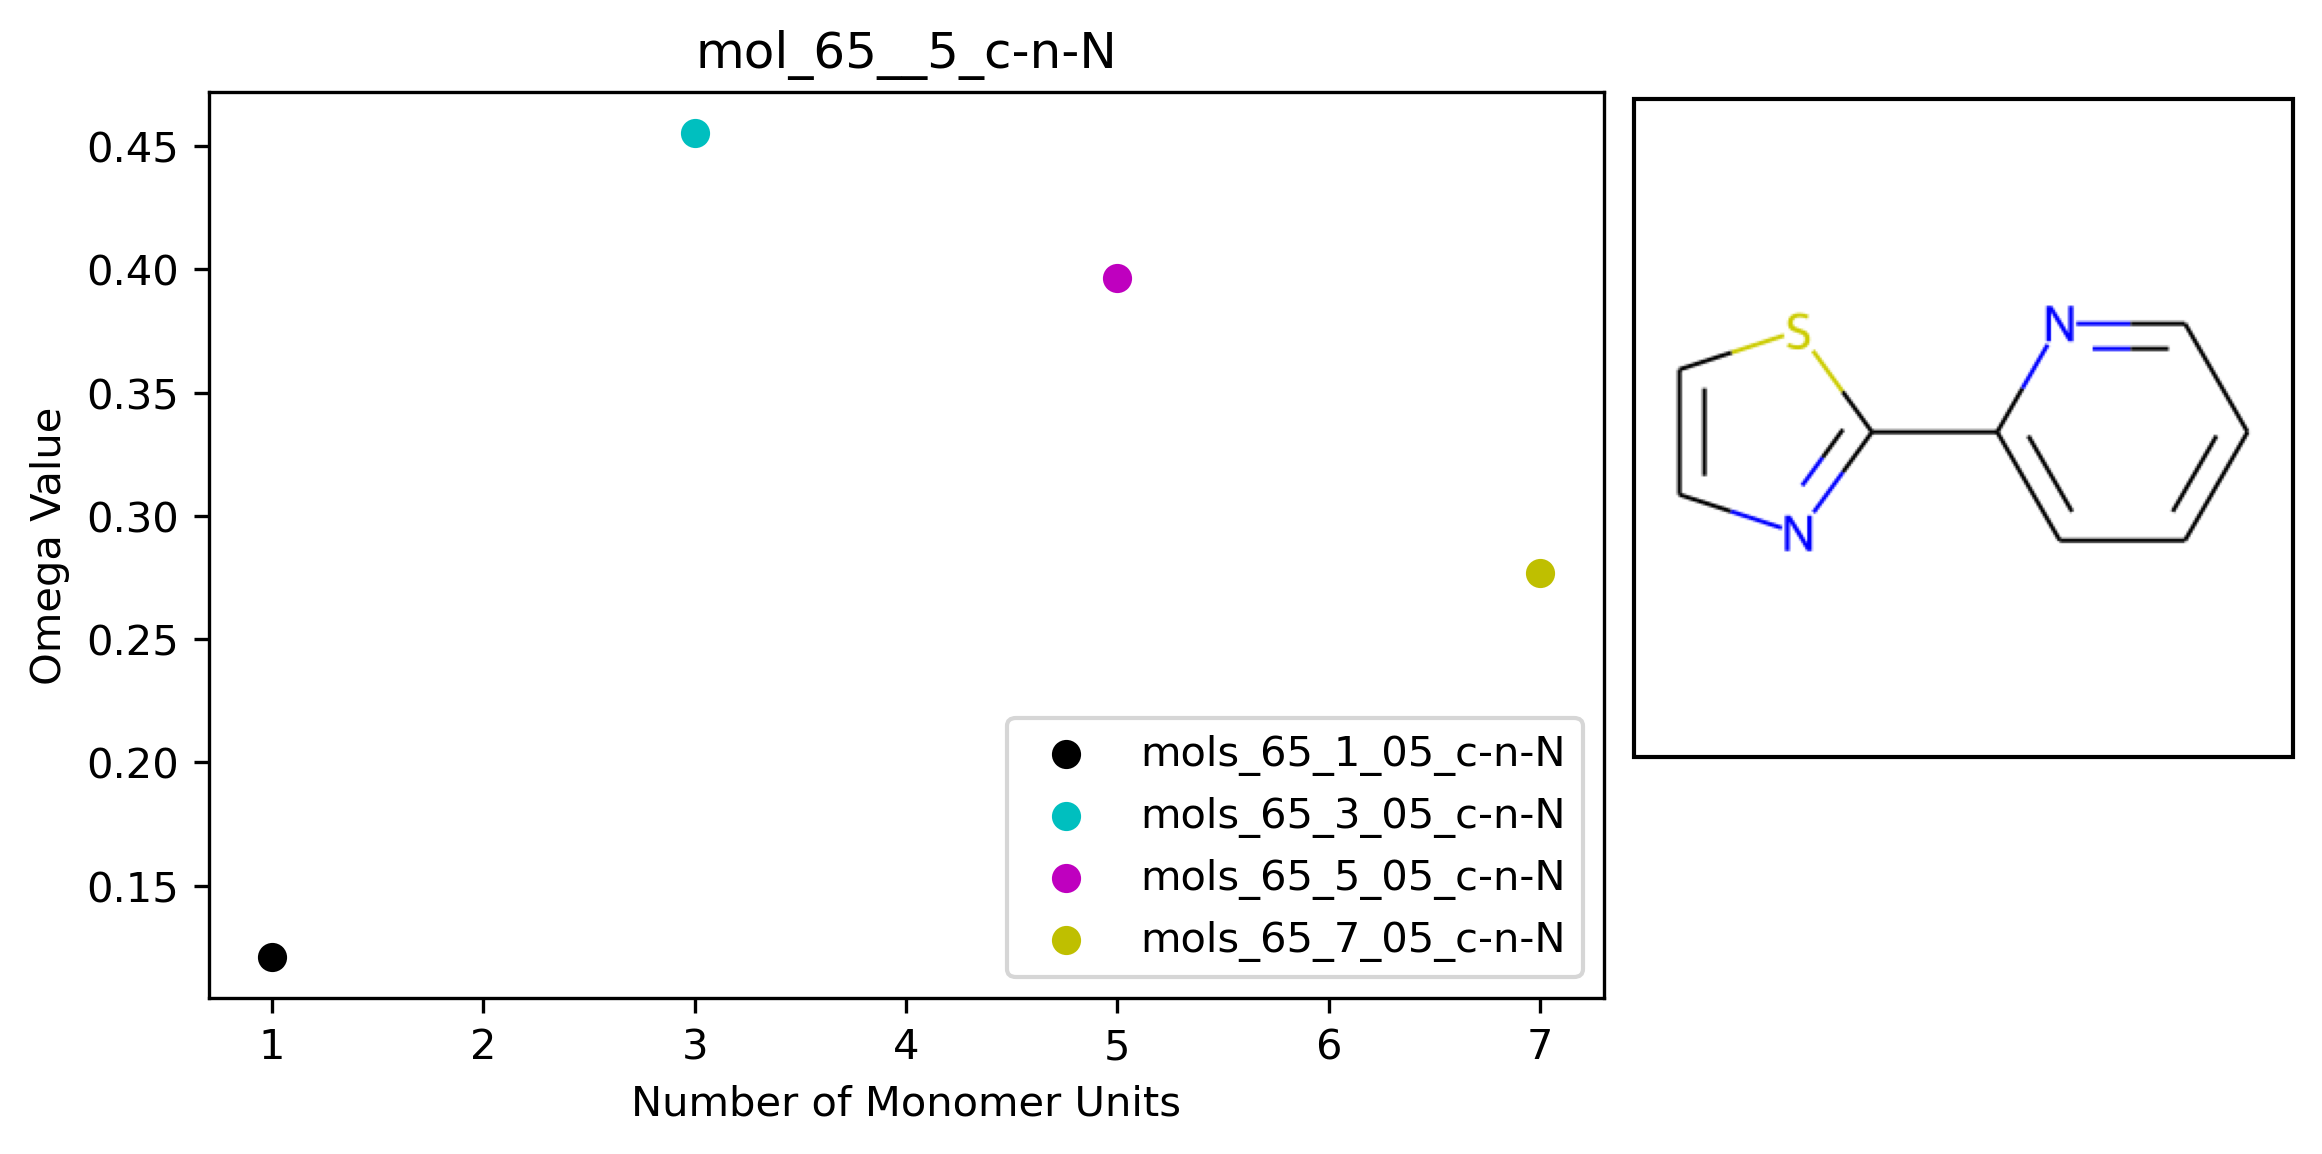 mol_65__5_c-n-N
Omega Value
0.45
0.40
0.35
0.30
0.25
0.20
0.15
1 2 3 4 5 6 7
Number of Monomer Units
mols_65_1_05_c-n-N
mols_65_3_05_c-n-N
mols_65_5_05_c-n-N
mols_65_7_05_c-n-N
S
N
N